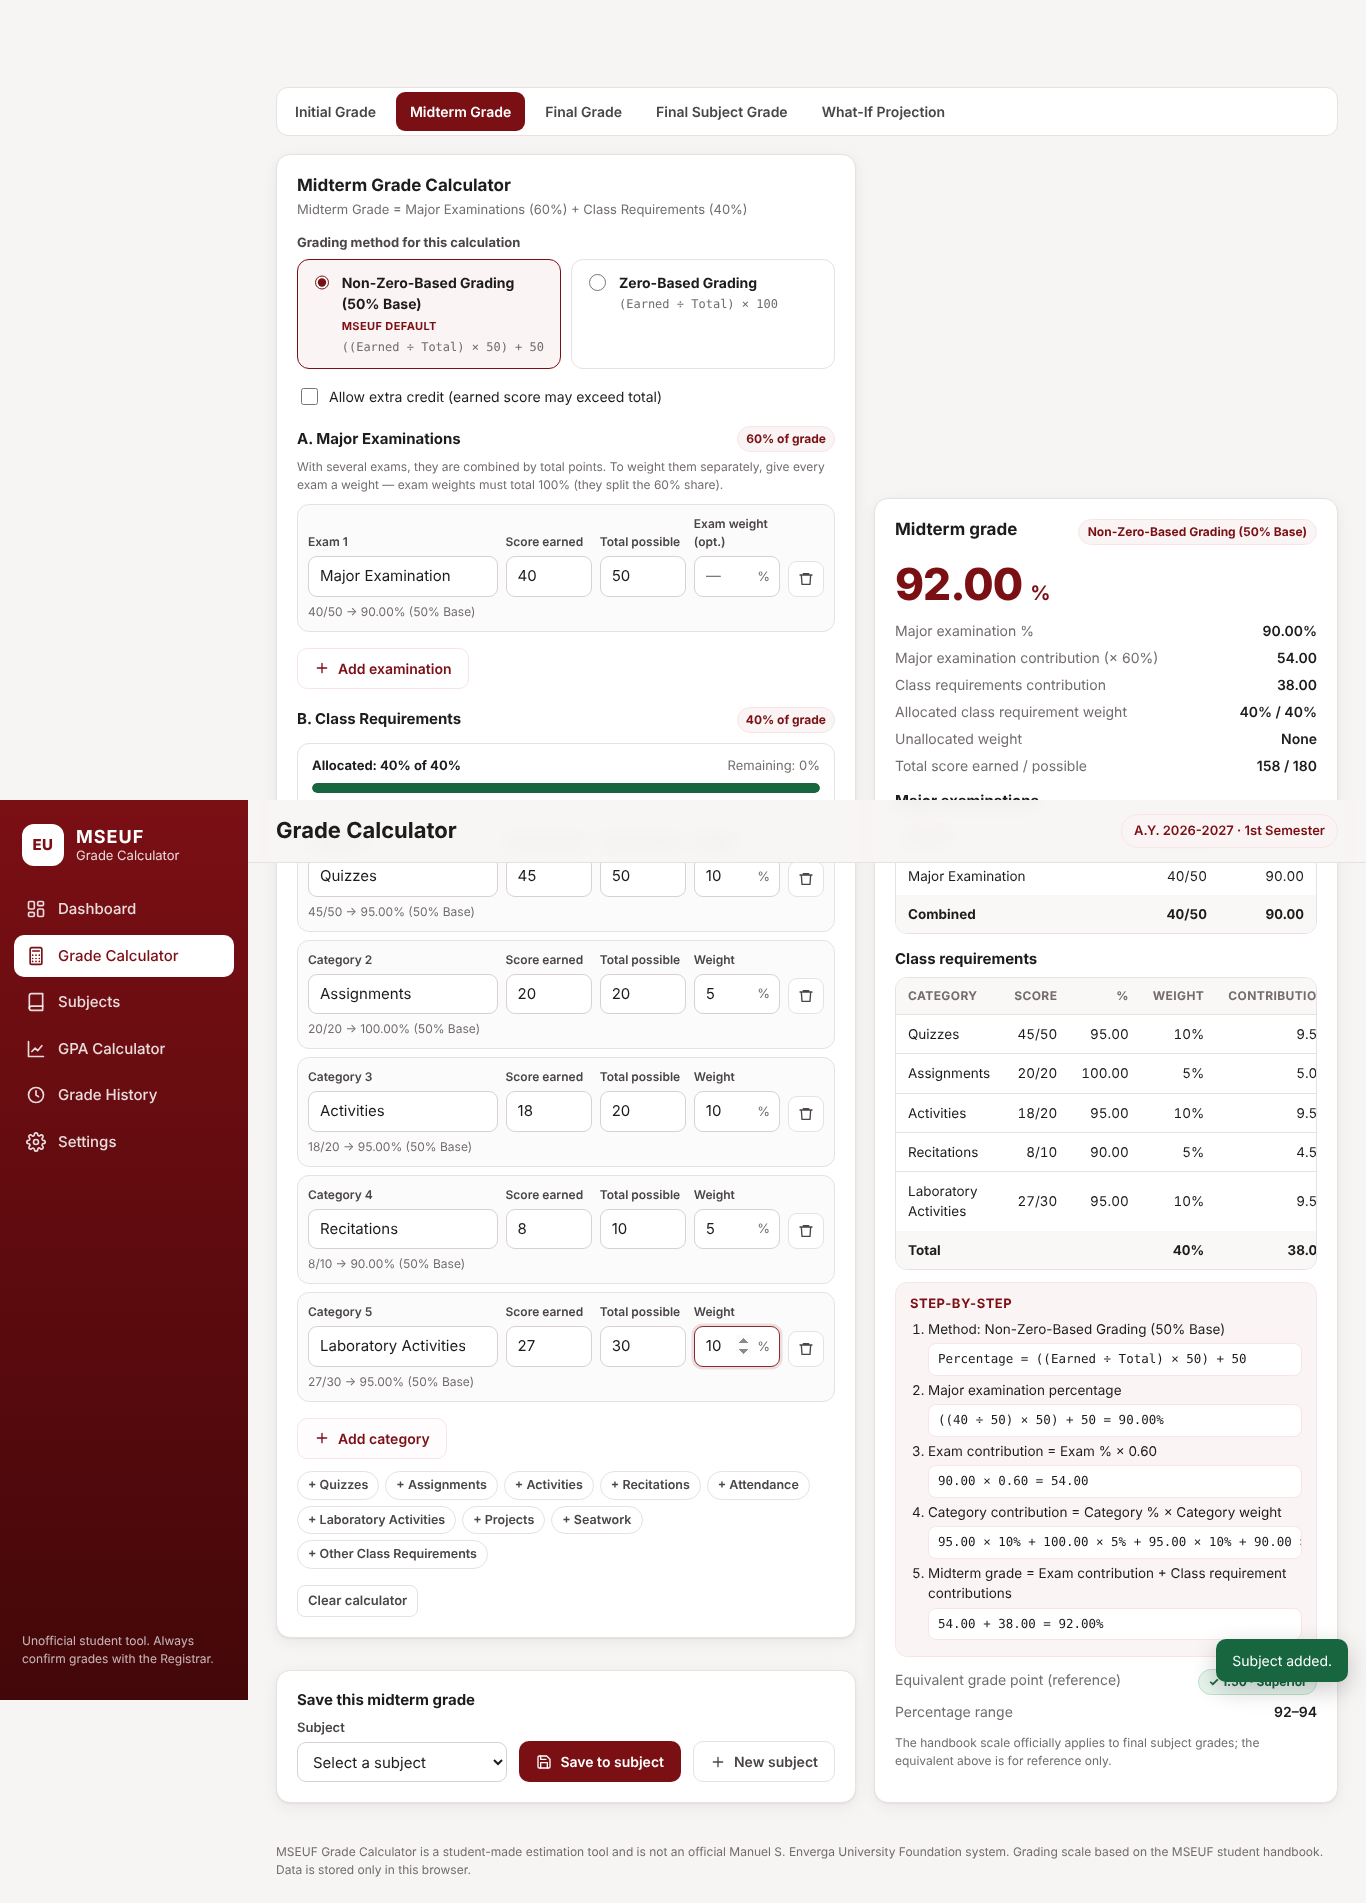 Initial Grade
Midterm Grade
Final Grade
Final Subject Grade
What-If Projection
Midterm Grade Calculator
Midterm Grade = Major Examinations (60%) + Class Requirements (40%)
Grading method for this calculation
Non-Zero-Based Grading
(50% Base)
MSEUF DEFAULT
((Earned ÷ Total) × 50) + 50
Zero-Based Grading
(Earned ÷ Total) × 100
Allow extra credit (earned score may exceed total)
A. Major Examinations
60% of grade
With several exams, they are combined by total points. To weight them separately, give every
exam a weight — exam weights must total 100% (they split the 60% share).
Exam 1
Score earned
Total possible
Exam weight
(opt.)
Major Examination
40
50
— %
40/50 → 90.00% (50% Base)
+ Add examination
B. Class Requirements
40% of grade
Allocated: 40% of 40%
Remaining: 0%
EU
MSEUF
Grade Calculator
Dashboard
Grade Calculator
Subjects
GPA Calculator
Grade History
Settings
Unofficial student tool. Always
confirm grades with the Registrar.
Grade Calculator
A.Y. 2026-2027 · 1st Semester
Quizzes
45
50
10 %
45/50 → 95.00% (50% Base)
Category 2
Score earned
Total possible
Weight
Assignments
20
20
5 %
20/20 → 100.00% (50% Base)
Category 3
Score earned
Total possible
Weight
Activities
18
20
10 %
18/20 → 95.00% (50% Base)
Category 4
Score earned
Total possible
Weight
Recitations
8
10
5 %
8/10 → 90.00% (50% Base)
Category 5
Score earned
Total possible
Weight
Laboratory Activities
27
30
10 %
27/30 → 95.00% (50% Base)
+ Add category
+ Quizzes
+ Assignments
+ Activities
+ Recitations
+ Attendance
+ Laboratory Activities
+ Projects
+ Seatwork
+ Other Class Requirements
Clear calculator
Save this midterm grade
Subject
Select a subject
Save to subject
+ New subject
Midterm grade
Non-Zero-Based Grading (50% Base)
92.00 %
Major examination % 90.00%
Major examination contribution (× 60%) 54.00
Class requirements contribution 38.00
Allocated class requirement weight 40% / 40%
Unallocated weight None
Total score earned / possible 158 / 180
Major examinations
Major Examination 40/50 90.00
Combined 40/50 90.00
Class requirements
CATEGORY SCORE % WEIGHT CONTRIBUTIO
Quizzes 45/50 95.00 10% 9.5
Assignments 20/20 100.00 5% 5.0
Activities 18/20 95.00 10% 9.5
Recitations 8/10 90.00 5% 4.5
Laboratory
Activities 27/30 95.00 10% 9.5
Total 40% 38.0
STEP-BY-STEP
1. Method: Non-Zero-Based Grading (50% Base)
Percentage = ((Earned ÷ Total) × 50) + 50
2. Major examination percentage
((40 ÷ 50) × 50) + 50 = 90.00%
3. Exam contribution = Exam % × 0.60
90.00 × 0.60 = 54.00
4. Category contribution = Category % × Category weight
95.00 × 10% + 100.00 × 5% + 95.00 × 10% + 90.00
5. Midterm grade = Exam contribution + Class requirement
contributions
54.00 + 38.00 = 92.00%
Subject added.
Equivalent grade point (reference) ✓ 1.50 · Superior
Percentage range 92–94
The handbook scale officially applies to final subject grades; the
equivalent above is for reference only.
MSEUF Grade Calculator is a student-made estimation tool and is not an official Manuel S. Enverga University Foundation system. Grading scale based on the MSEUF student handbook.
Data is stored only in this browser.